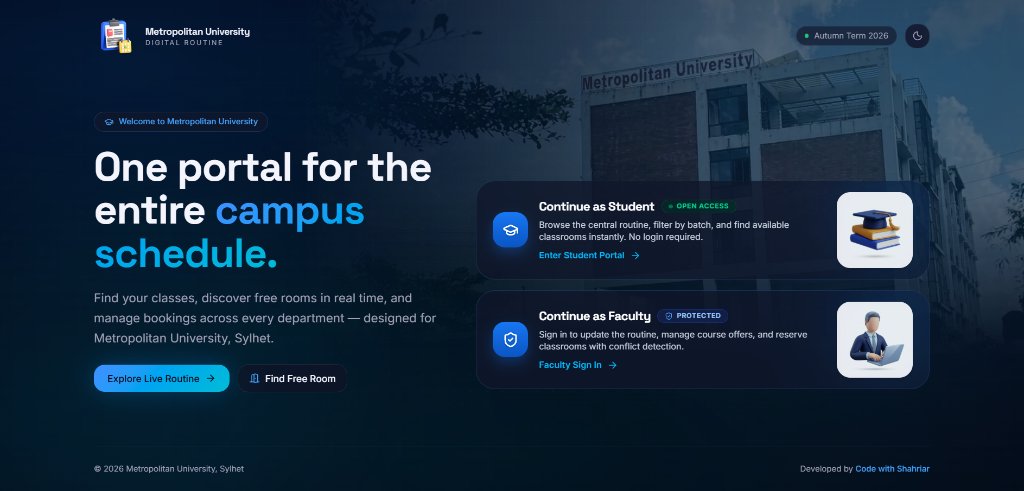 Metropolitan University
DIGITAL ROUTINE
Autumn Term 2026
Metropolitan University
Welcome to Metropolitan University
One portal for the
entire campus
schedule.
Find your classes, discover free rooms in real time, and
manage bookings across every department — designed for
Metropolitan University, Sylhet.
Explore Live Routine →
Find Free Room
Continue as Student
OPEN ACCESS
Browse the central routine, filter by batch, and find available
classrooms instantly. No login required.
Enter Student Portal →
Continue as Faculty
PROTECTED
Sign in to update the routine, manage course offers, and reserve
classrooms with conflict detection.
Faculty Sign In →
© 2026 Metropolitan University, Sylhet
Developed by Code with Shahriar